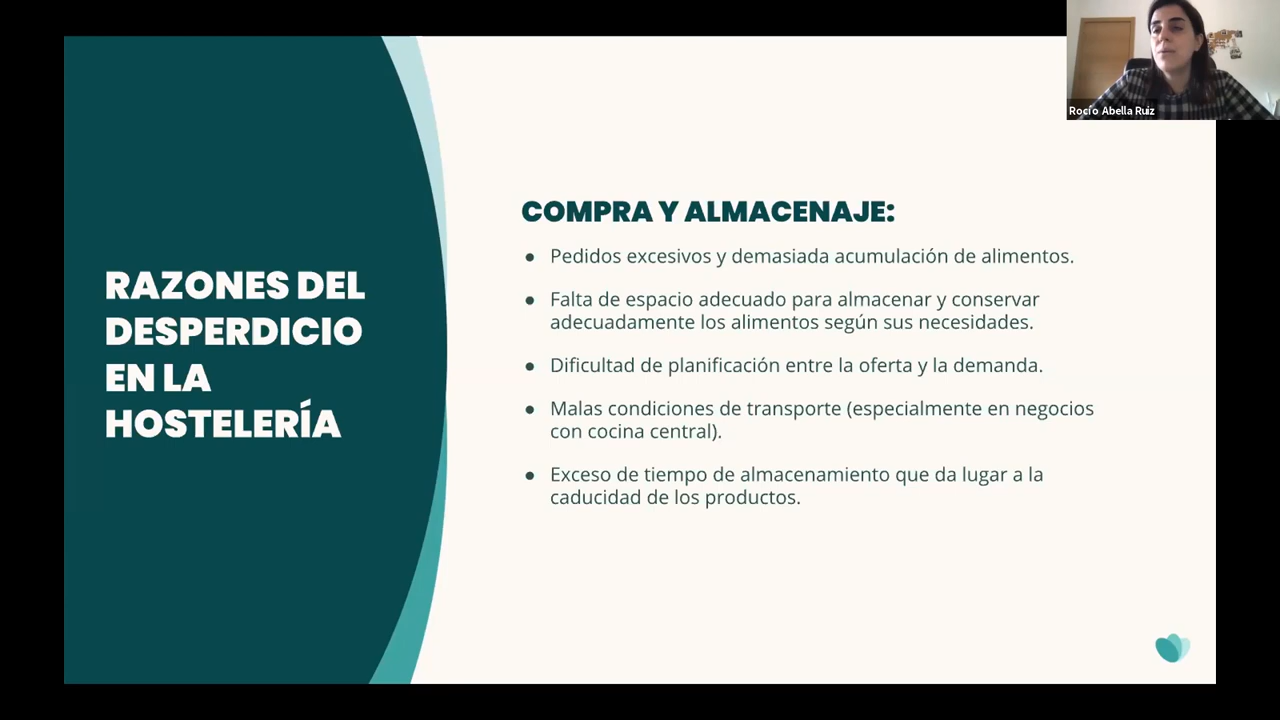 Rocío Abella Ruiz
RAZONES DEL
DESPERDICIO
EN LA
HOSTELERÍA
COMPRA Y ALMACENAJE:
● Pedidos excesivos y demasiada acumulación de alimentos.
● Falta de espacio adecuado para almacenar y conservar
adecuadamente los alimentos según sus necesidades.
● Dificultad de planificación entre la oferta y la demanda.
● Malas condiciones de transporte (especialmente en negocios
con cocina central).
● Exceso de tiempo de almacenamiento que da lugar a la
caducidad de los productos.